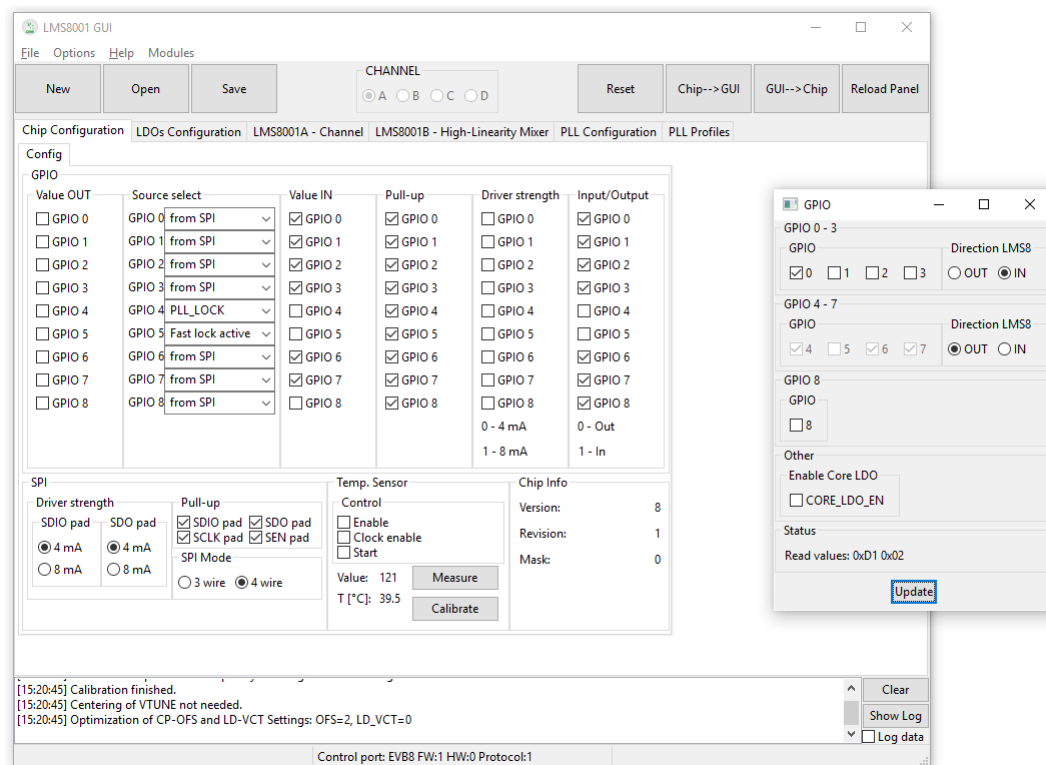 LMS8001 GUI
File Options Help Modules
New Open Save CHANNEL A B C D Reset Chip-->GUI GUI-->Chip Reload Panel
Chip Configuration LDOs Configuration LMS8001A - Channel LMS8001B - High-Linearity Mixer PLL Configuration PLL Profiles
Config
GPIO
Value OUT Source select Value IN Pull-up Driver strength Input/Output
GPIO 0 GPIO 0 from SPI GPIO 0 GPIO 0 GPIO 0 GPIO 0
GPIO 1 GPIO 1 from SPI GPIO 1 GPIO 1 GPIO 1 GPIO 1
GPIO 2 GPIO 2 from SPI GPIO 2 GPIO 2 GPIO 2 GPIO 2
GPIO 3 GPIO 3 from SPI GPIO 3 GPIO 3 GPIO 3 GPIO 3
GPIO 4 GPIO 4 PLL_LOCK GPIO 4 GPIO 4 GPIO 4 GPIO 4
GPIO 5 GPIO 5 Fast lock active GPIO 5 GPIO 5 GPIO 5 GPIO 5
GPIO 6 GPIO 6 from SPI GPIO 6 GPIO 6 GPIO 6 GPIO 6
GPIO 7 GPIO 7 from SPI GPIO 7 GPIO 7 GPIO 7 GPIO 7
GPIO 8 GPIO 8 from SPI GPIO 8 GPIO 8 GPIO 8 GPIO 8
0 - 4 mA 0 - Out
1 - 8 mA 1 - In
SPI
Driver strength
SDIO pad SDO pad
4 mA 4 mA
8 mA 8 mA
Pull-up
SDIO pad SDO pad
SCLK pad SEN pad
SPI Mode
3 wire 4 wire
Temp. Sensor
Control
Enable
Clock enable
Start
Value: 121 Measure
T [°C]: 39.5 Calibrate
Chip Info
Version: 8
Revision: 1
Mask: 0
[15:20:45] Calibration finished.
[15:20:45] Centering of VTUNE not needed.
[15:20:45] Optimization of CP-OFS and LD-VCT Settings: OFS=2, LD_VCT=0
Clear
Show Log
Log data
Control port: EVB8 FW:1 HW:0 Protocol:1
GPIO
GPIO 0 - 3
GPIO Direction LMS8
0 1 2 3 OUT IN
GPIO 4 - 7
GPIO Direction LMS8
4 5 6 7 OUT IN
GPIO 8
GPIO
8
Other
Enable Core LDO
CORE_LDO_EN
Status
Read values: 0xD1 0x02
Update